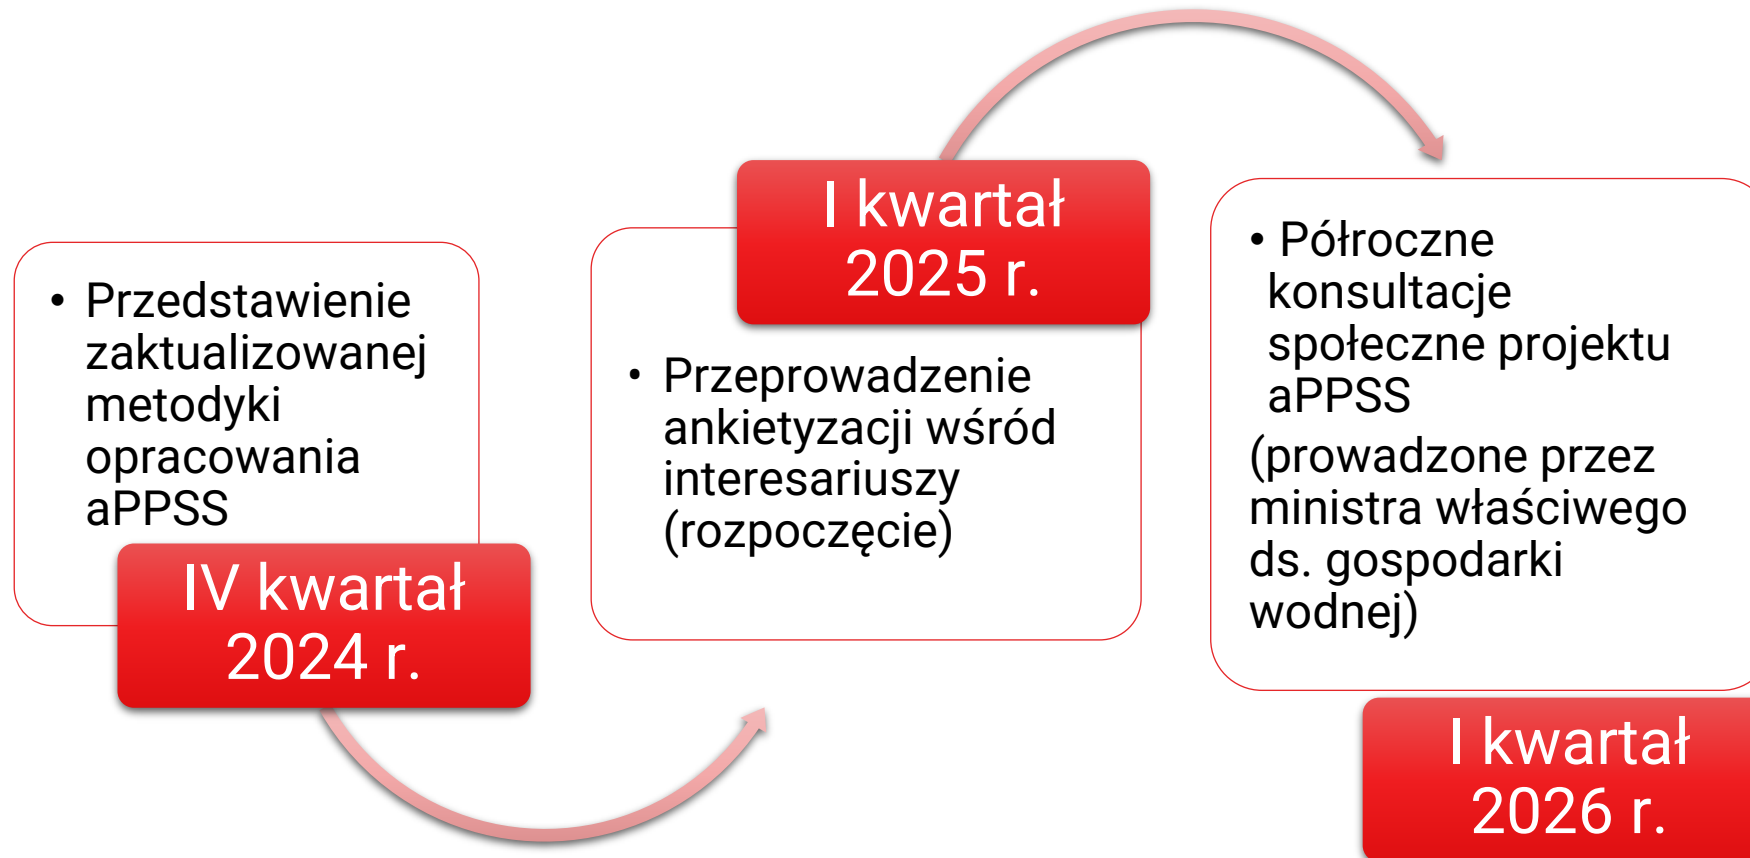 • Przedstawienie
zaktualizowanej
metodyki
opracowania
aPPSS
IV kwartał
2024 r.
I kwartał
2025 r.
• Przeprowadzenie
ankietyzacji wśród
interesariuszy
(rozpoczęcie)
• Półroczne
konsultacje
społeczne projektu
aPPSS
(prowadzone przez
ministra właściwego
ds. gospodarki
wodnej)
I kwartał
2026 r.